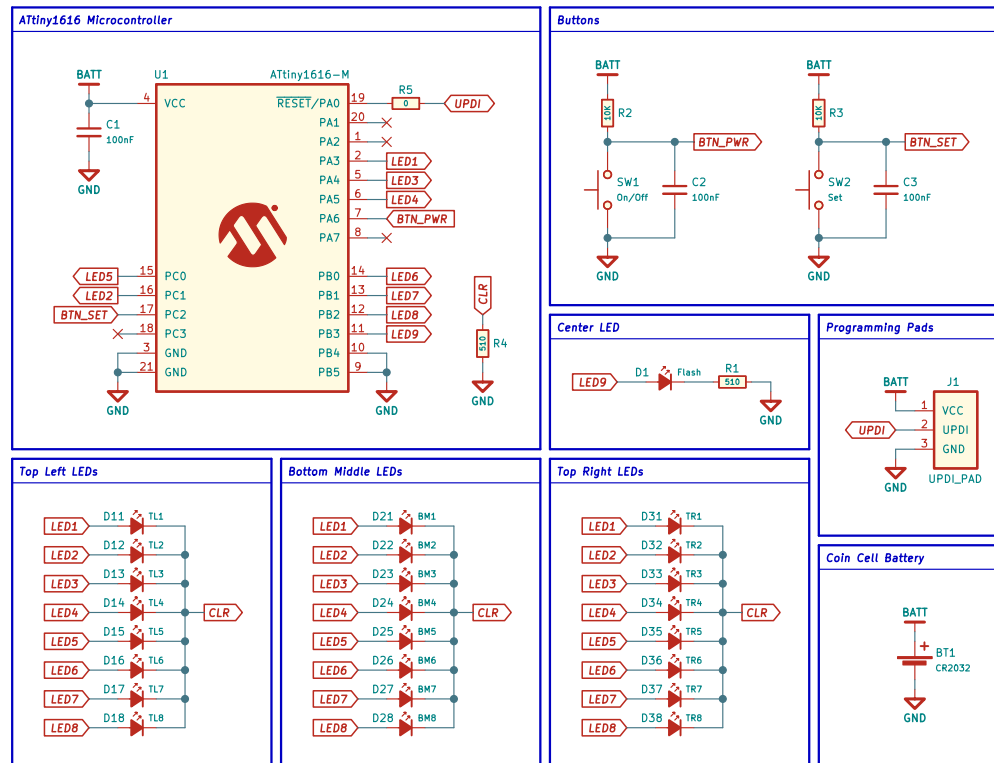 ATtiny1616 Microcontroller
BATT
U1
ATtiny1616-M
4
VCC
C1
100nF
GND
RESET/PA0
19
R5
0
UPDI
PA1
20
PA2
1
PA3
2
LED1
PA4
5
LED3
PA5
6
LED4
PA6
7
BTN_PWR
PA7
8
LED5
15
PC0
PB0
14
LED6
LED2
16
PC1
PB1
13
LED7
BTN_SET
17
PC2
PB2
12
LED8
18
PC3
PB3
11
LED9
3
GND
PB4
10
21
GND
PB5
9
GND
GND
CLR
510
R4
GND
Buttons
BATT
10K
R2
BTN_PWR
SW1
On/Off
C2
100nF
GND
BATT
10K
R3
BTN_SET
SW2
Set
C3
100nF
GND
Center LED
LED9
D1
Flash
R1
510
GND
Programming Pads
BATT
J1
1
VCC
UPDI
2
UPDI
3
GND
GND
UPDI_PAD
Top Left LEDs
LED1
D11
TL1
LED2
D12
TL2
LED3
D13
TL3
LED4
D14
TL4
CLR
LED5
D15
TL5
LED6
D16
TL6
LED7
D17
TL7
LED8
D18
TL8
Bottom Middle LEDs
LED1
D21
BM1
LED2
D22
BM2
LED3
D23
BM3
LED4
D24
BM4
CLR
LED5
D25
BM5
LED6
D26
BM6
LED7
D27
BM7
LED8
D28
BM8
Top Right LEDs
LED1
D31
TR1
LED2
D32
TR2
LED3
D33
TR3
LED4
D34
TR4
CLR
LED5
D35
TR5
LED6
D36
TR6
LED7
D37
TR7
LED8
D38
TR8
Coin Cell Battery
BATT
+
BT1
CR2032
GND